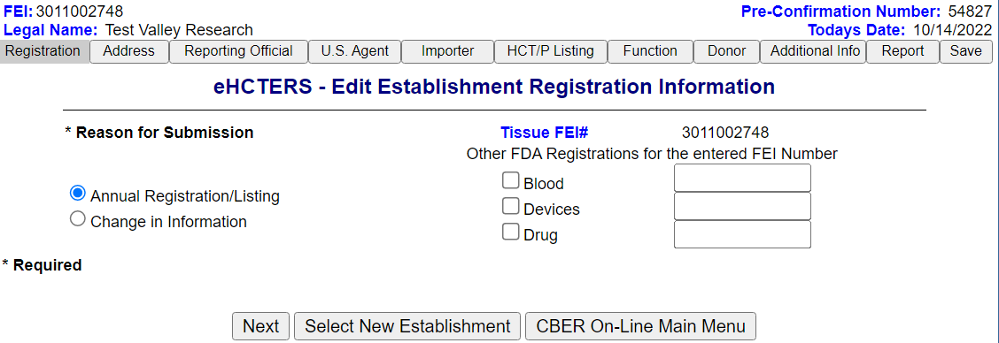 FEI: 3011002748 Pre-Confirmation Number: 54827
Legal Name: Test Valley Research Todays Date: 10/14/2022
Registration Address Reporting Official U.S. Agent Importer HCT/P Listing Function Donor Additional Info Report Save
eHCTERS - Edit Establishment Registration Information
* Reason for Submission Tissue FEI# 3011002748
Other FDA Registrations for the entered FEI Number
Blood
Annual Registration/Listing
Devices
Change in Information
Drug
* Required
Next Select New Establishment CBER On-Line Main Menu